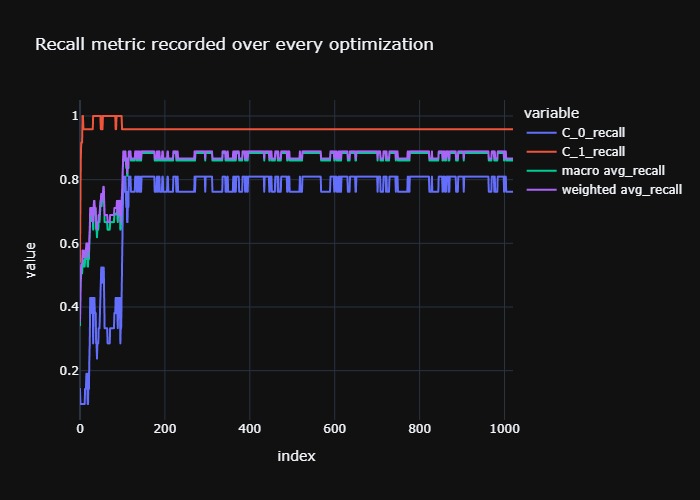 Recall metric recorded over every optimization
variable
C_0_recall
C_1_recall
macro avg_recall
weighted avg_recall
value
1
0.8
0.6
0.4
0.2
0 200 400 600 800 1000
index